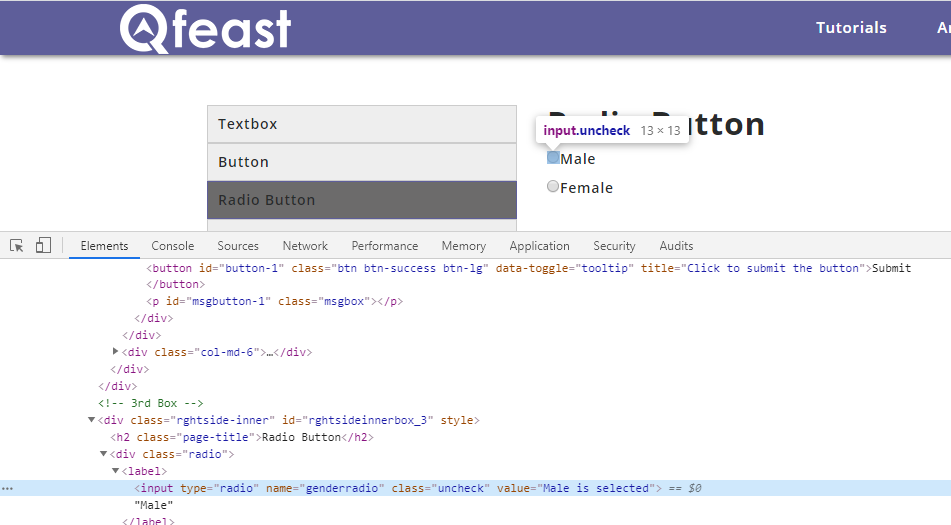 Qfeast
Tutorials
Textbox
Button
Radio Button
Button
input.uncheck 13 × 13
Male
Female
Elements Console Sources Network Performance Memory Application Security Audits
<button id="button-1" class="btn btn-success btn-lg" data-toggle="tooltip" title="Click to submit the button">Submit
</button>
<p id="msgbutton-1" class="msgbox"></p>
</div>
</div>
<div class="col-md-6">…</div>
</div>
</div>
<!-- 3rd Box -->
<div class="rghtside-inner" id="rghtsideinnerbox_3" style>
<h2 class="page-title">Radio Button</h2>
<div class="radio">
<label>
… <input type="radio" name="genderradio" class="uncheck" value="Male is selected"> == $0
"Male"
</label>